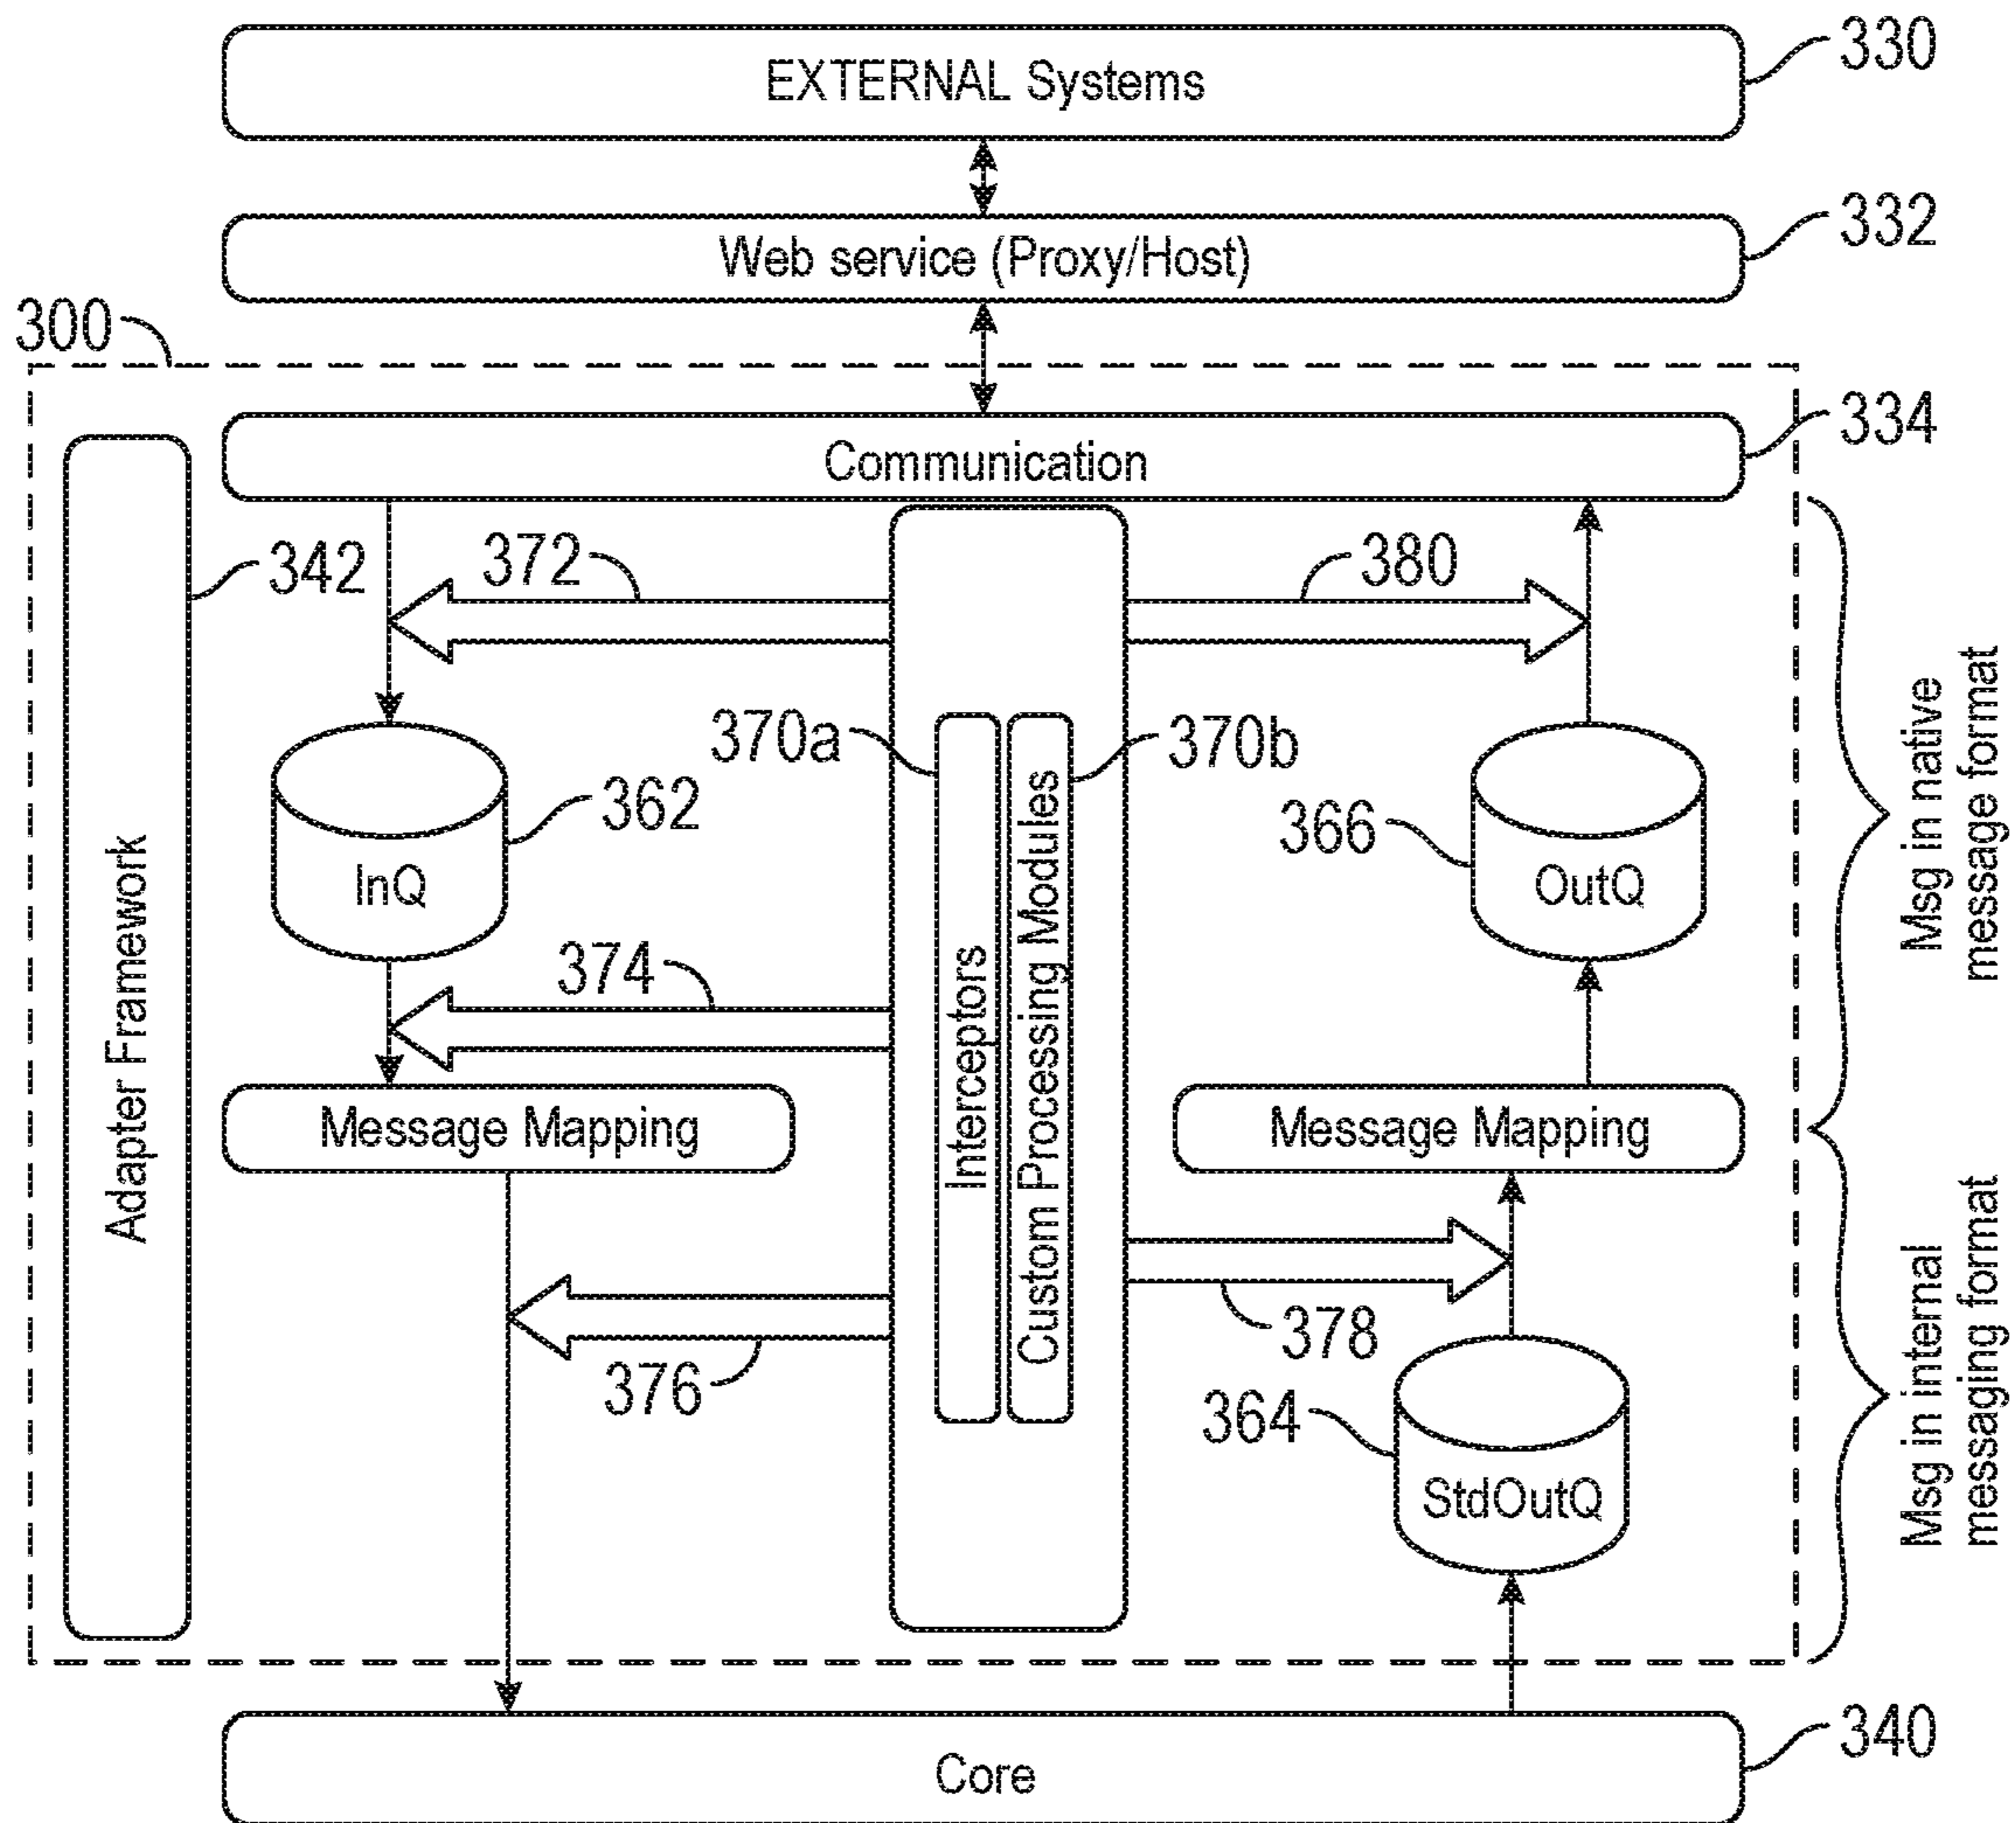 330
EXTERNAL Systems
332
Web service (Proxy/Host)
300
334
Communication
342
372
380
370a
370b
362
366
InQ
OutQ
Adapter Framework
Interceptors
Custom Processing Modules
Msg in native
message format
374
Message Mapping
Message Mapping
376
378
364
StdOutQ
Msg in internal
messaging format
340
Core